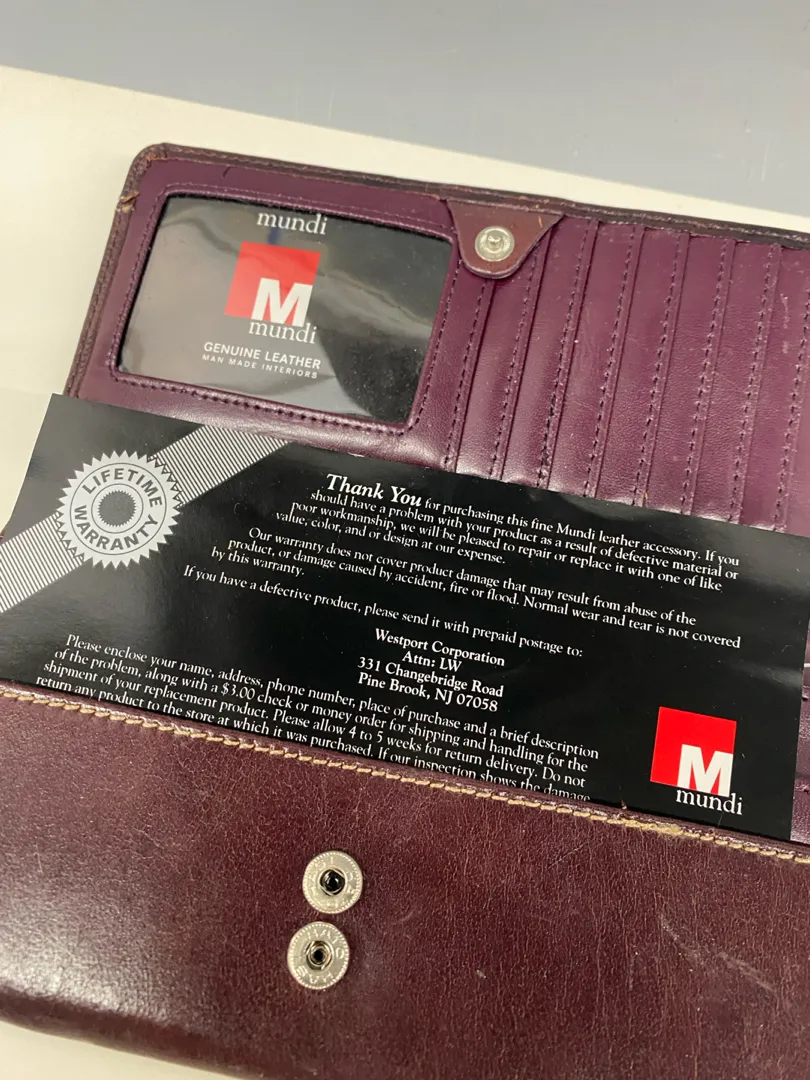 mundi
M
mundi
GENUINE LEATHER
MAN MADE INTERIORS
LIFETIME
WARRANTY
Thank You for purchasing this fine Mundi leather accessory. If you
should have a problem with your product as a result of defective material or
poor workmanship, we will be pleased to repair or replace it with one of like
value, color, and or design at our expense.
Our warranty does not cover product damage that may result from abuse of the
product, or damage caused by accident, fire or flood. Normal wear and tear is not covered
by this warranty.
If you have a defective product, please send it with prepaid postage to:
Westport Corporation
Attn: LW
331 Changebridge Road
Pine Brook, NJ 07058
Please enclose your name, address, phone number, place of purchase and a brief description
of the problem, along with a $3.00 check or money order for shipping and handling for the
shipment of your replacement product. Please allow 4 to 5 weeks for return delivery. Do not
return any product to the store at which it was purchased. If our inspection shows the damage
M
mundi